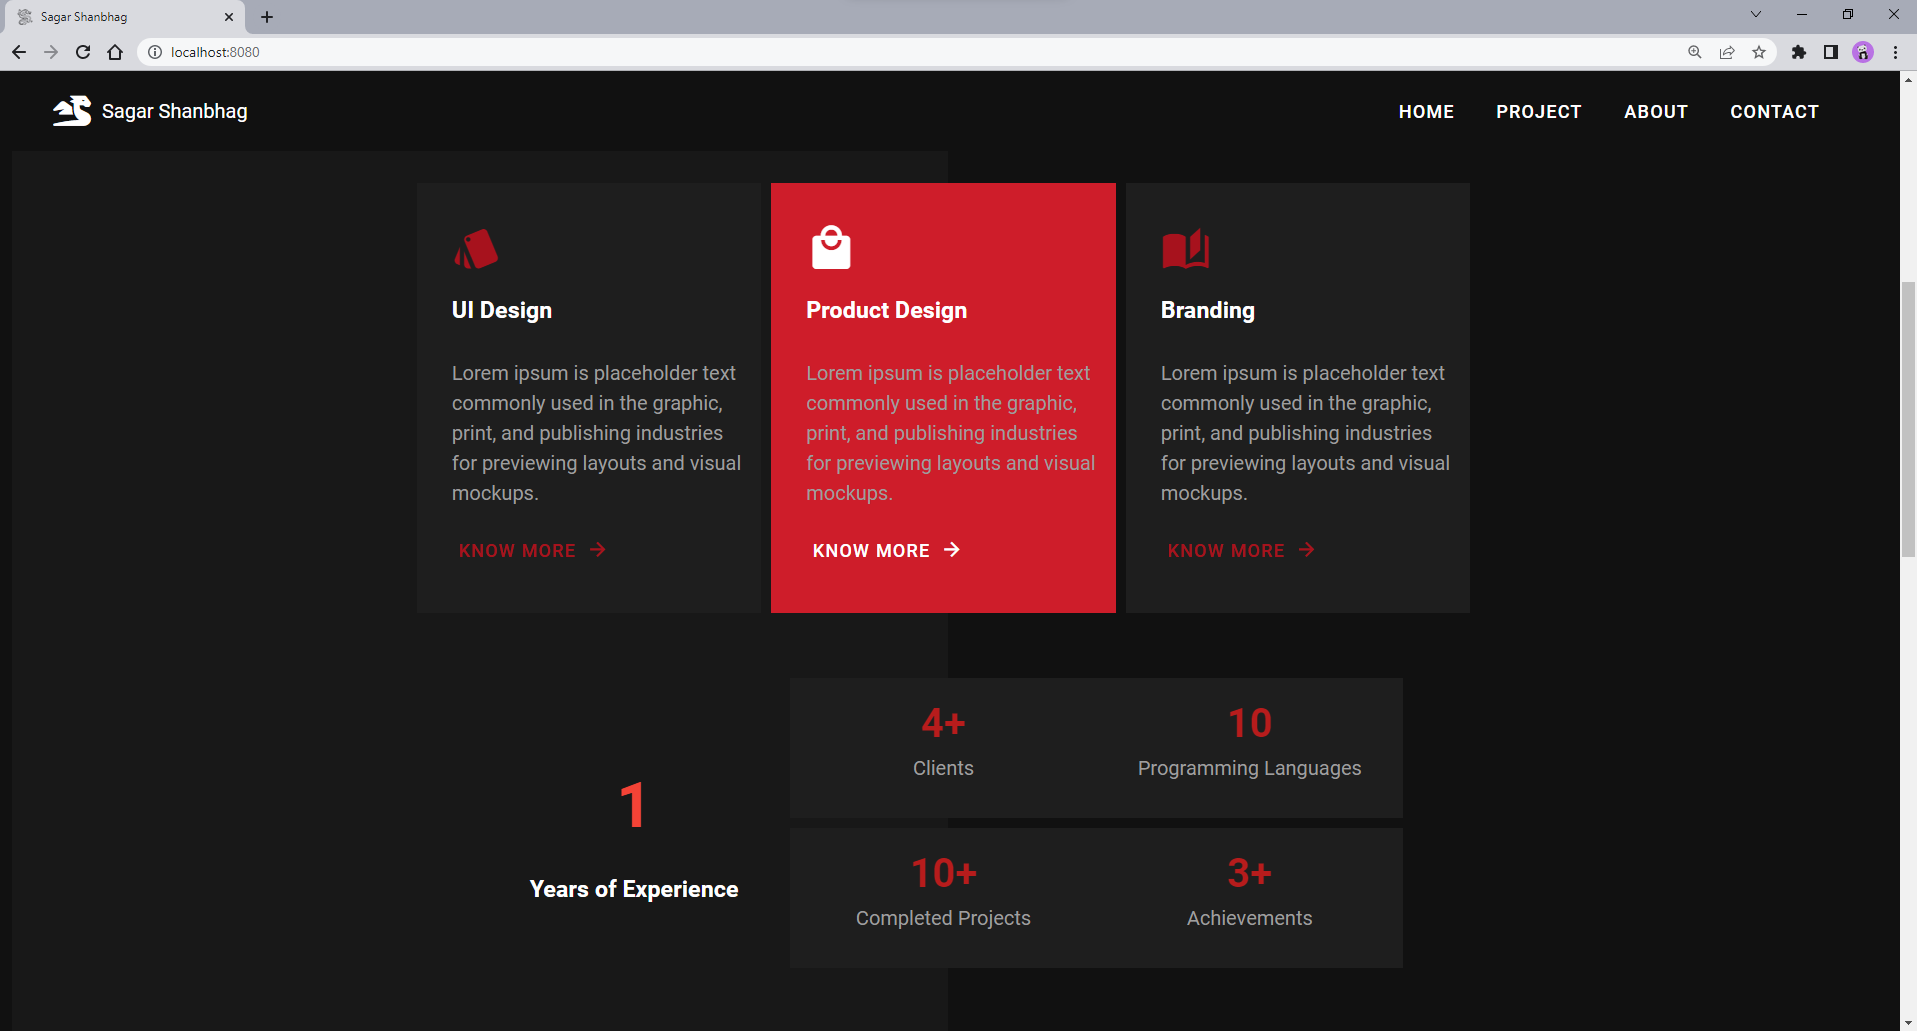 Sagar Shanbhag
localhost:8080
Sagar Shanbhag
HOME PROJECT ABOUT CONTACT
UI Design
Lorem ipsum is placeholder text
commonly used in the graphic,
print, and publishing industries
for previewing layouts and visual
mockups.
KNOW MORE
Product Design
Lorem ipsum is placeholder text
commonly used in the graphic,
print, and publishing industries
for previewing layouts and visual
mockups.
KNOW MORE
Branding
Lorem ipsum is placeholder text
commonly used in the graphic,
print, and publishing industries
for previewing layouts and visual
mockups.
KNOW MORE
1
Years of Experience
4+
Clients
10
Programming Languages
10+
Completed Projects
3+
Achievements